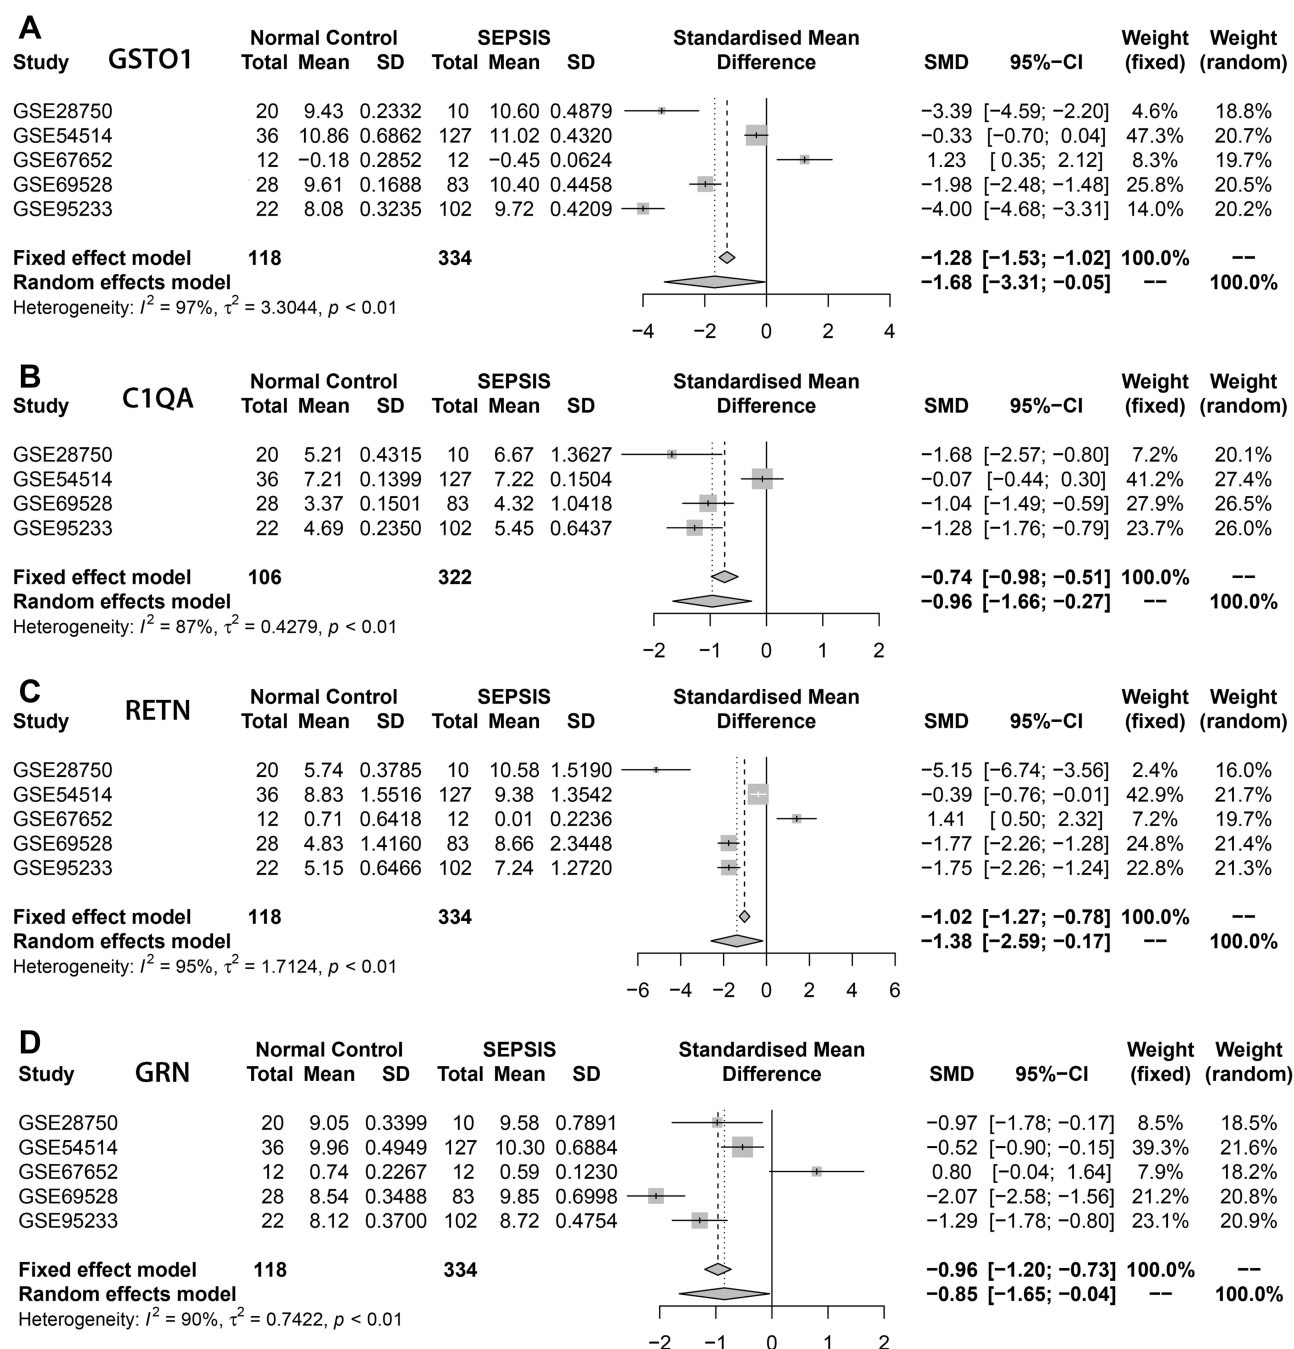 A
Normal Control SEPSIS Standardised Mean Weight Weight
Study GSTO1 Total Mean SD Total Mean SD Difference SMD 95%−CI (fixed) (random)
GSE28750 20 9.43 0.2332 10 10.60 0.4879 −3.39 [−4.59; −2.20] 4.6% 18.8%
GSE54514 36 10.86 0.6862 127 11.02 0.4320 −0.33 [−0.70; 0.04] 47.3% 20.7%
GSE67652 12 −0.18 0.2852 12 −0.45 0.0624 1.23 [ 0.35; 2.12] 8.3% 19.7%
GSE69528 28 9.61 0.1688 83 10.40 0.4458 −1.98 [−2.48; −1.48] 25.8% 20.5%
GSE95233 22 8.08 0.3235 102 9.72 0.4209 −4.00 [−4.68; −3.31] 14.0% 20.2%
Fixed effect model 118 334 −1.28 [−1.53; −1.02] 100.0% −−
Random effects model −1.68 [−3.31; −0.05] −− 100.0%
Heterogeneity: I² = 97%, τ² = 3.3044, p < 0.01
−4 −2 0 2 4
B
Normal Control SEPSIS Standardised Mean Weight Weight
Study C1QA Total Mean SD Total Mean SD Difference SMD 95%−CI (fixed) (random)
GSE28750 20 5.21 0.4315 10 6.67 1.3627 −1.68 [−2.57; −0.80] 7.2% 20.1%
GSE54514 36 7.21 0.1399 127 7.22 0.1504 −0.07 [−0.44; 0.30] 41.2% 27.4%
GSE69528 28 3.37 0.1501 83 4.32 1.0418 −1.04 [−1.49; −0.59] 27.9% 26.5%
GSE95233 22 4.69 0.2350 102 5.45 0.6437 −1.28 [−1.76; −0.79] 23.7% 26.0%
Fixed effect model 106 322 −0.74 [−0.98; −0.51] 100.0% −−
Random effects model −0.96 [−1.66; −0.27] −− 100.0%
Heterogeneity: I² = 87%, τ² = 0.4279, p < 0.01
−2 −1 0 1 2
C
Normal Control SEPSIS Standardised Mean Weight Weight
Study RETN Total Mean SD Total Mean SD Difference SMD 95%−CI (fixed) (random)
GSE28750 20 5.74 0.3785 10 10.58 1.5190 −5.15 [−6.74; −3.56] 2.4% 16.0%
GSE54514 36 8.83 1.5516 127 9.38 1.3542 −0.39 [−0.76; −0.01] 42.9% 21.7%
GSE67652 12 0.71 0.6418 12 0.01 0.2236 1.41 [ 0.50; 2.32] 7.2% 19.7%
GSE69528 28 4.83 1.4160 83 8.66 2.3448 −1.77 [−2.26; −1.28] 24.8% 21.4%
GSE95233 22 5.15 0.6466 102 7.24 1.2720 −1.75 [−2.26; −1.24] 22.8% 21.3%
Fixed effect model 118 334 −1.02 [−1.27; −0.78] 100.0% −−
Random effects model −1.38 [−2.59; −0.17] −− 100.0%
Heterogeneity: I² = 95%, τ² = 1.7124, p < 0.01
−6 −4 −2 0 2 4 6
D
Normal Control SEPSIS Standardised Mean Weight Weight
Study GRN Total Mean SD Total Mean SD Difference SMD 95%−CI (fixed) (random)
GSE28750 20 9.05 0.3399 10 9.58 0.7891 −0.97 [−1.78; −0.17] 8.5% 18.5%
GSE54514 36 9.96 0.4949 127 10.30 0.6884 −0.52 [−0.90; −0.15] 39.3% 21.6%
GSE67652 12 0.74 0.2267 12 0.59 0.1230 0.80 [−0.04; 1.64] 7.9% 18.2%
GSE69528 28 8.54 0.3488 83 9.85 0.6998 −2.07 [−2.58; −1.56] 21.2% 20.8%
GSE95233 22 8.12 0.3700 102 8.72 0.4754 −1.29 [−1.78; −0.80] 23.1% 20.9%
Fixed effect model 118 334 −0.96 [−1.20; −0.73] 100.0% −−
Random effects model −0.85 [−1.65; −0.04] −− 100.0%
Heterogeneity: I² = 90%, τ² = 0.7422, p < 0.01
−2 −1 0 1 2